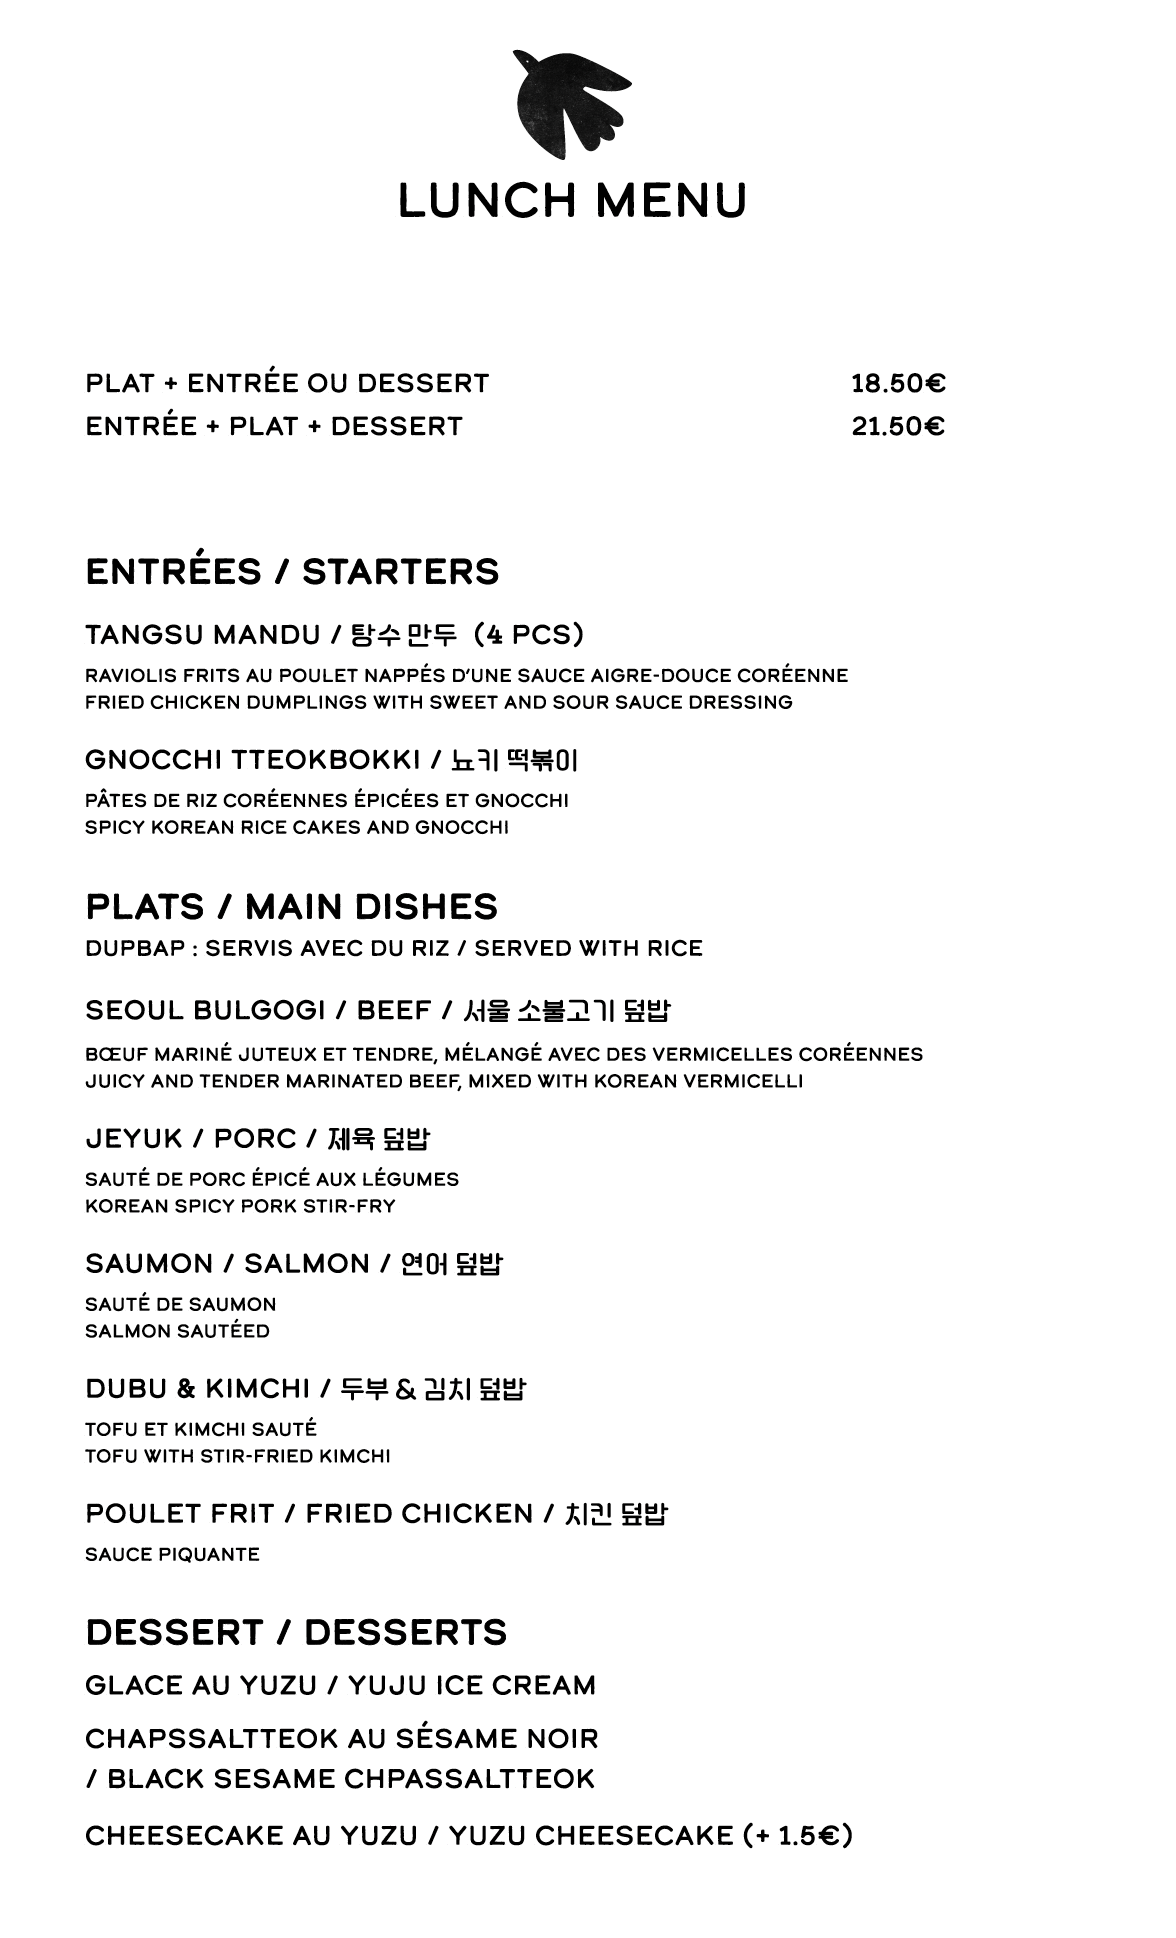 LUNCH MENU
PLAT + ENTRÉE OU DESSERT 18.50€
ENTRÉE + PLAT + DESSERT 21.50€
ENTRÉES / STARTERS
TANGSU MANDU / 탕수 만두 (4 PCS)
RAVIOLIS FRITS AU POULET NAPPÉS D'UNE SAUCE AIGRE-DOUCE CORÉENNE
FRIED CHICKEN DUMPLINGS WITH SWEET AND SOUR SAUCE DRESSING
GNOCCHI TTEOKBOKKI / 뇨키 떡볶이
PÂTES DE RIZ CORÉENNES ÉPICÉES ET GNOCCHI
SPICY KOREAN RICE CAKES AND GNOCCHI
PLATS / MAIN DISHES
DUPBAP : SERVIS AVEC DU RIZ / SERVED WITH RICE
SEOUL BULGOGI / BEEF / 서울 소불고기 덮밥
BŒUF MARINÉ JUTEUX ET TENDRE, MÉLANGÉ AVEC DES VERMICELLES CORÉENNES
JUICY AND TENDER MARINATED BEEF, MIXED WITH KOREAN VERMICELLI
JEYUK / PORC / 제육 덮밥
SAUTÉ DE PORC ÉPICÉ AUX LÉGUMES
KOREAN SPICY PORK STIR-FRY
SAUMON / SALMON / 연어 덮밥
SAUTÉ DE SAUMON
SALMON SAUTÉED
DUBU & KIMCHI / 두부 & 김치 덮밥
TOFU ET KIMCHI SAUTÉ
TOFU WITH STIR-FRIED KIMCHI
POULET FRIT / FRIED CHICKEN / 치킨 덮밥
SAUCE PIQUANTE
DESSERT / DESSERTS
GLACE AU YUZU / YUJU ICE CREAM
CHAPSSALTTEOK AU SÉSAME NOIR
/ BLACK SESAME CHPASSALTTEOK
CHEESECAKE AU YUZU / YUZU CHEESECAKE (+ 1.5€)